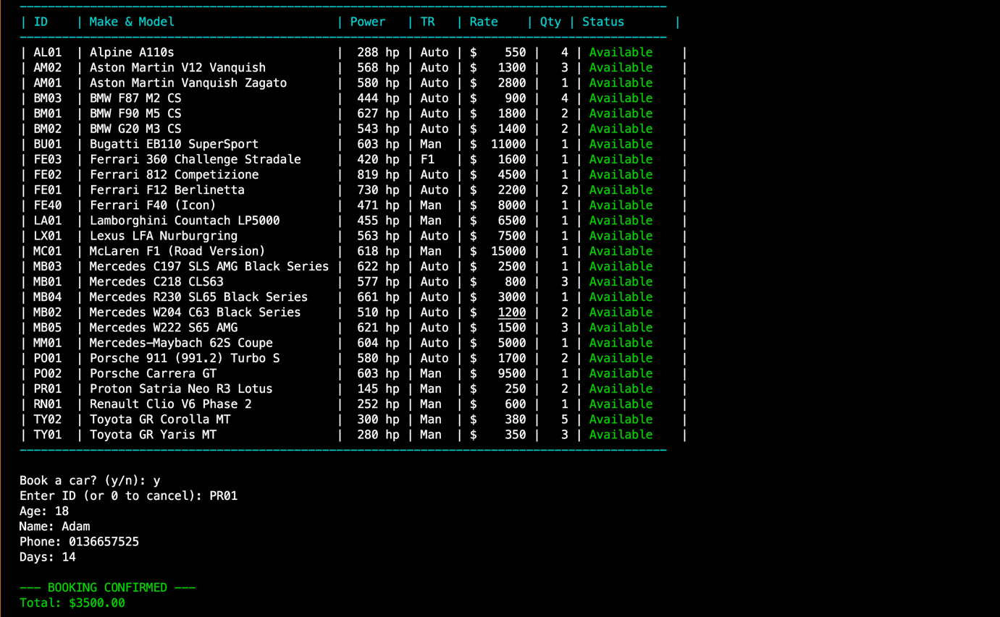 | ID | Make & Model | Power | TR | Rate | Qty | Status |
| AL01 | Alpine A110s | 288 hp | Auto | $ 550 | 4 | Available |
| AM02 | Aston Martin V12 Vanquish | 568 hp | Auto | $ 1300 | 3 | Available |
| AM01 | Aston Martin Vanquish Zagato | 580 hp | Auto | $ 2800 | 1 | Available |
| BM03 | BMW F87 M2 CS | 444 hp | Auto | $ 900 | 4 | Available |
| BM01 | BMW F90 M5 CS | 627 hp | Auto | $ 1800 | 2 | Available |
| BM02 | BMW G20 M3 CS | 543 hp | Auto | $ 1400 | 2 | Available |
| BU01 | Bugatti EB110 SuperSport | 603 hp | Man | $ 11000 | 1 | Available |
| FE03 | Ferrari 360 Challenge Stradale | 420 hp | F1 | $ 1600 | 1 | Available |
| FE02 | Ferrari 812 Competizione | 819 hp | Auto | $ 4500 | 1 | Available |
| FE01 | Ferrari F12 Berlinetta | 730 hp | Auto | $ 2200 | 2 | Available |
| FE40 | Ferrari F40 (Icon) | 471 hp | Man | $ 8000 | 1 | Available |
| LA01 | Lamborghini Countach LP5000 | 455 hp | Man | $ 6500 | 1 | Available |
| LX01 | Lexus LFA Nurburgring | 563 hp | Auto | $ 7500 | 1 | Available |
| MC01 | McLaren F1 (Road Version) | 618 hp | Man | $ 15000 | 1 | Available |
| MB03 | Mercedes C197 SLS AMG Black Series | 622 hp | Auto | $ 2500 | 1 | Available |
| MB01 | Mercedes C218 CLS63 | 577 hp | Auto | $ 800 | 3 | Available |
| MB04 | Mercedes R230 SL65 Black Series | 661 hp | Auto | $ 3000 | 1 | Available |
| MB02 | Mercedes W204 C63 Black Series | 510 hp | Auto | $ 1200 | 2 | Available |
| MB05 | Mercedes W222 S65 AMG | 621 hp | Auto | $ 1500 | 3 | Available |
| MM01 | Mercedes-Maybach 62S Coupe | 604 hp | Auto | $ 5000 | 1 | Available |
| PO01 | Porsche 911 (991.2) Turbo S | 580 hp | Auto | $ 1700 | 2 | Available |
| PO02 | Porsche Carrera GT | 603 hp | Man | $ 9500 | 1 | Available |
| PR01 | Proton Satria Neo R3 Lotus | 145 hp | Man | $ 250 | 2 | Available |
| RN01 | Renault Clio V6 Phase 2 | 252 hp | Man | $ 600 | 1 | Available |
| TY02 | Toyota GR Corolla MT | 300 hp | Man | $ 380 | 5 | Available |
| TY01 | Toyota GR Yaris MT | 280 hp | Man | $ 350 | 3 | Available |
Book a car? (y/n): y
Enter ID (or 0 to cancel): PR01
Age: 18
Name: Adam
Phone: 0136657525
Days: 14
--- BOOKING CONFIRMED ---
Total: $3500.00